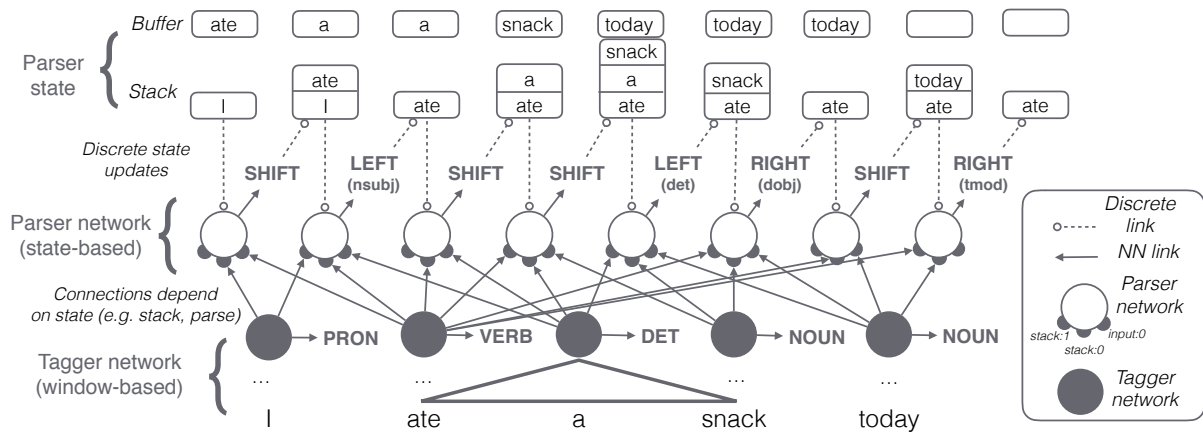 Buffer ate a a snack today today today
Parser state
Stack I
ate I
ate
a ate
snack a ate
snack ate
ate
today ate
ate
Discrete state updates
SHIFT LEFT (nsubj) SHIFT SHIFT LEFT (det) RIGHT (dobj) SHIFT RIGHT (tmod)
Parser network (state-based)
Connections depend on state (e.g. stack, parse)
PRON VERB DET NOUN NOUN
Tagger network (window-based)
... ... ... ...
I ate a snack today
Discrete link
NN link
Parser network
stack:1 stack:0 input:0
Tagger network